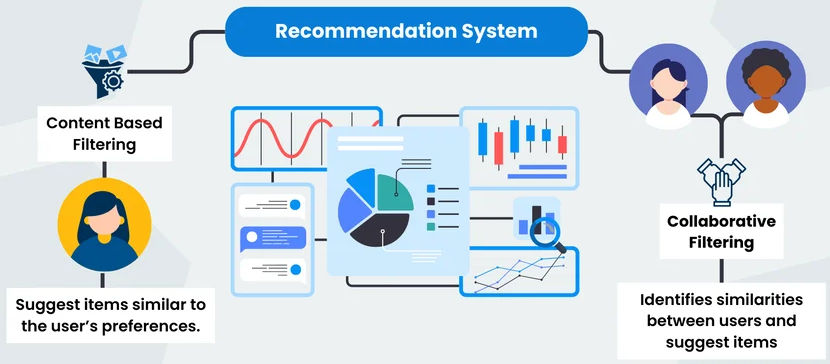 Recommendation System
Content Based
Filtering
Suggest items similar to
the user's preferences.
Collaborative
Filtering
Identifies similarities
between users and
suggest items